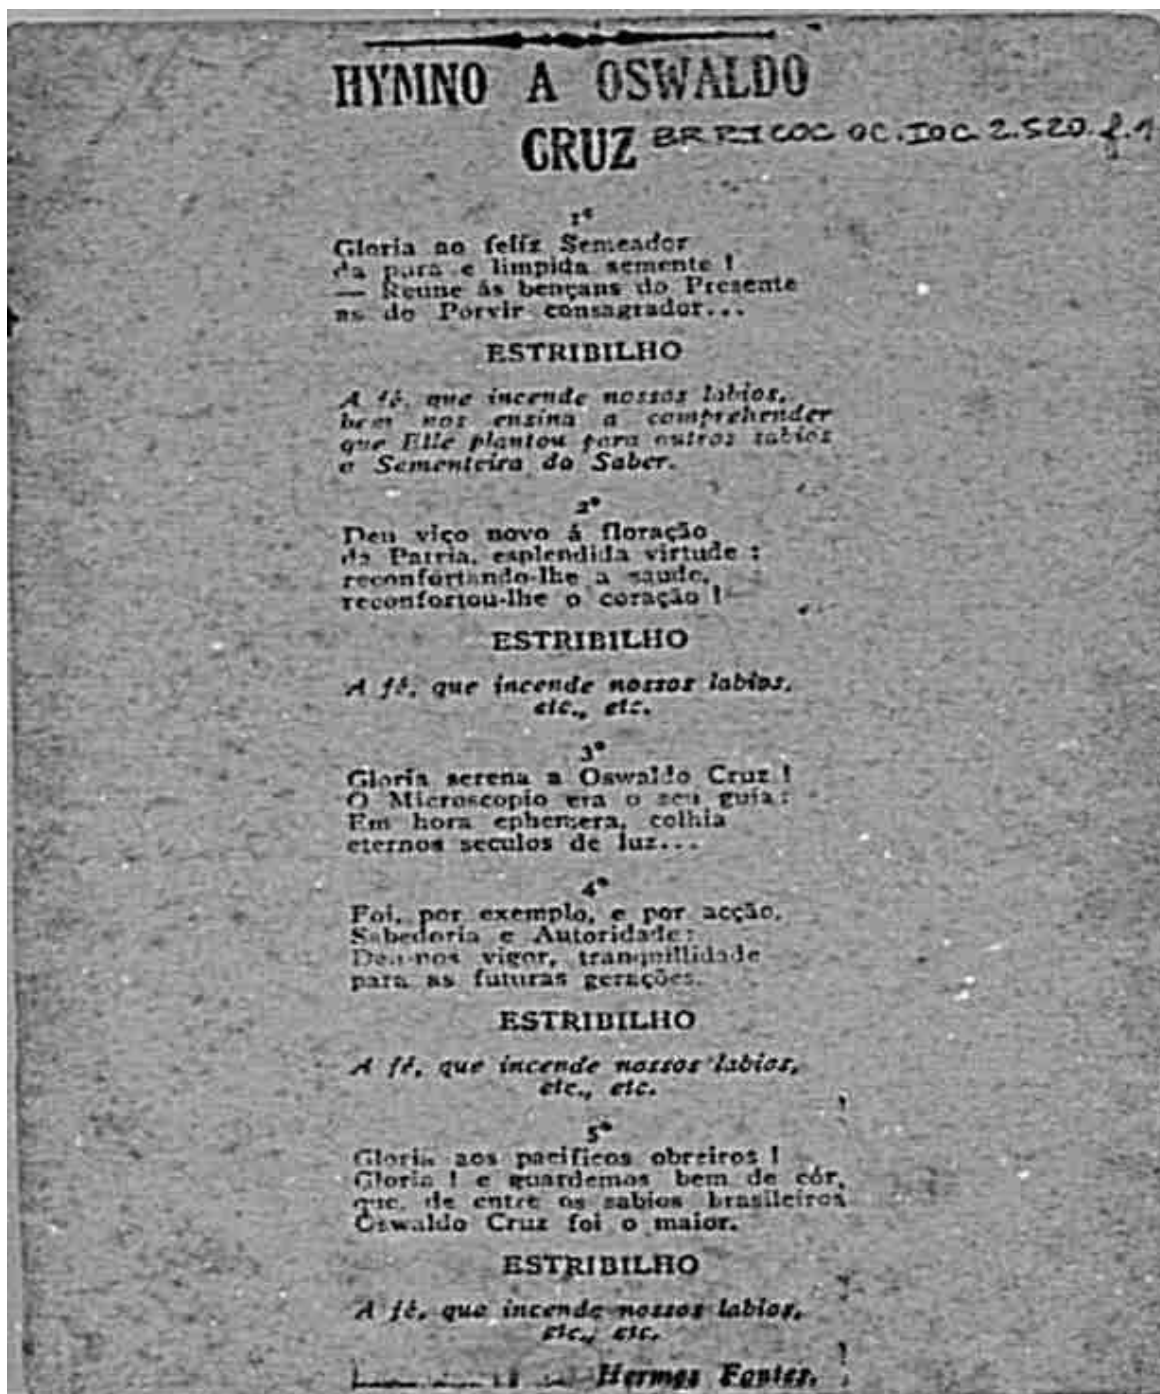 HYMNO A OSWALDO
CRUZ BR RJ COC OC.IOC 2.520.f.1
1º
Gloria ao feliz Semeador
da pura e limpida semente !
— Reune ás bençans do Presente
as do Porvir consagrador...
ESTRIBILHO
A fé, que incende nossos labios,
bem nos ensina a comprehender
que Elle plantou para outros sabios
a Sementeira do Saber.
2º
Deu viço novo á floração
da Patria, esplendida virtude :
reconfortando-lhe a saude,
reconfortou-lhe o coração !
ESTRIBILHO
A fé, que incende nossos labios,
etc., etc.
3º
Gloria serena a Oswaldo Cruz !
O Microscopio era o seu guia :
Em hora ephemera, colhia
eternos seculos de luz...
4º
Foi, por exemplo, e por acção,
Sabedoria e Autoridade :
Deu-nos vigor, tranquillidade
para as futuras gerações.
ESTRIBILHO
A fé, que incende nossos labios,
etc., etc.
5º
Gloria aos pacificos obreiros !
Gloria ! e guardemos bem de cór,
que, de entre os sabios brasileiros
Oswaldo Cruz foi o maior.
ESTRIBILHO
A fé, que incende nossos labios,
etc., etc.
Hermes Fontes.